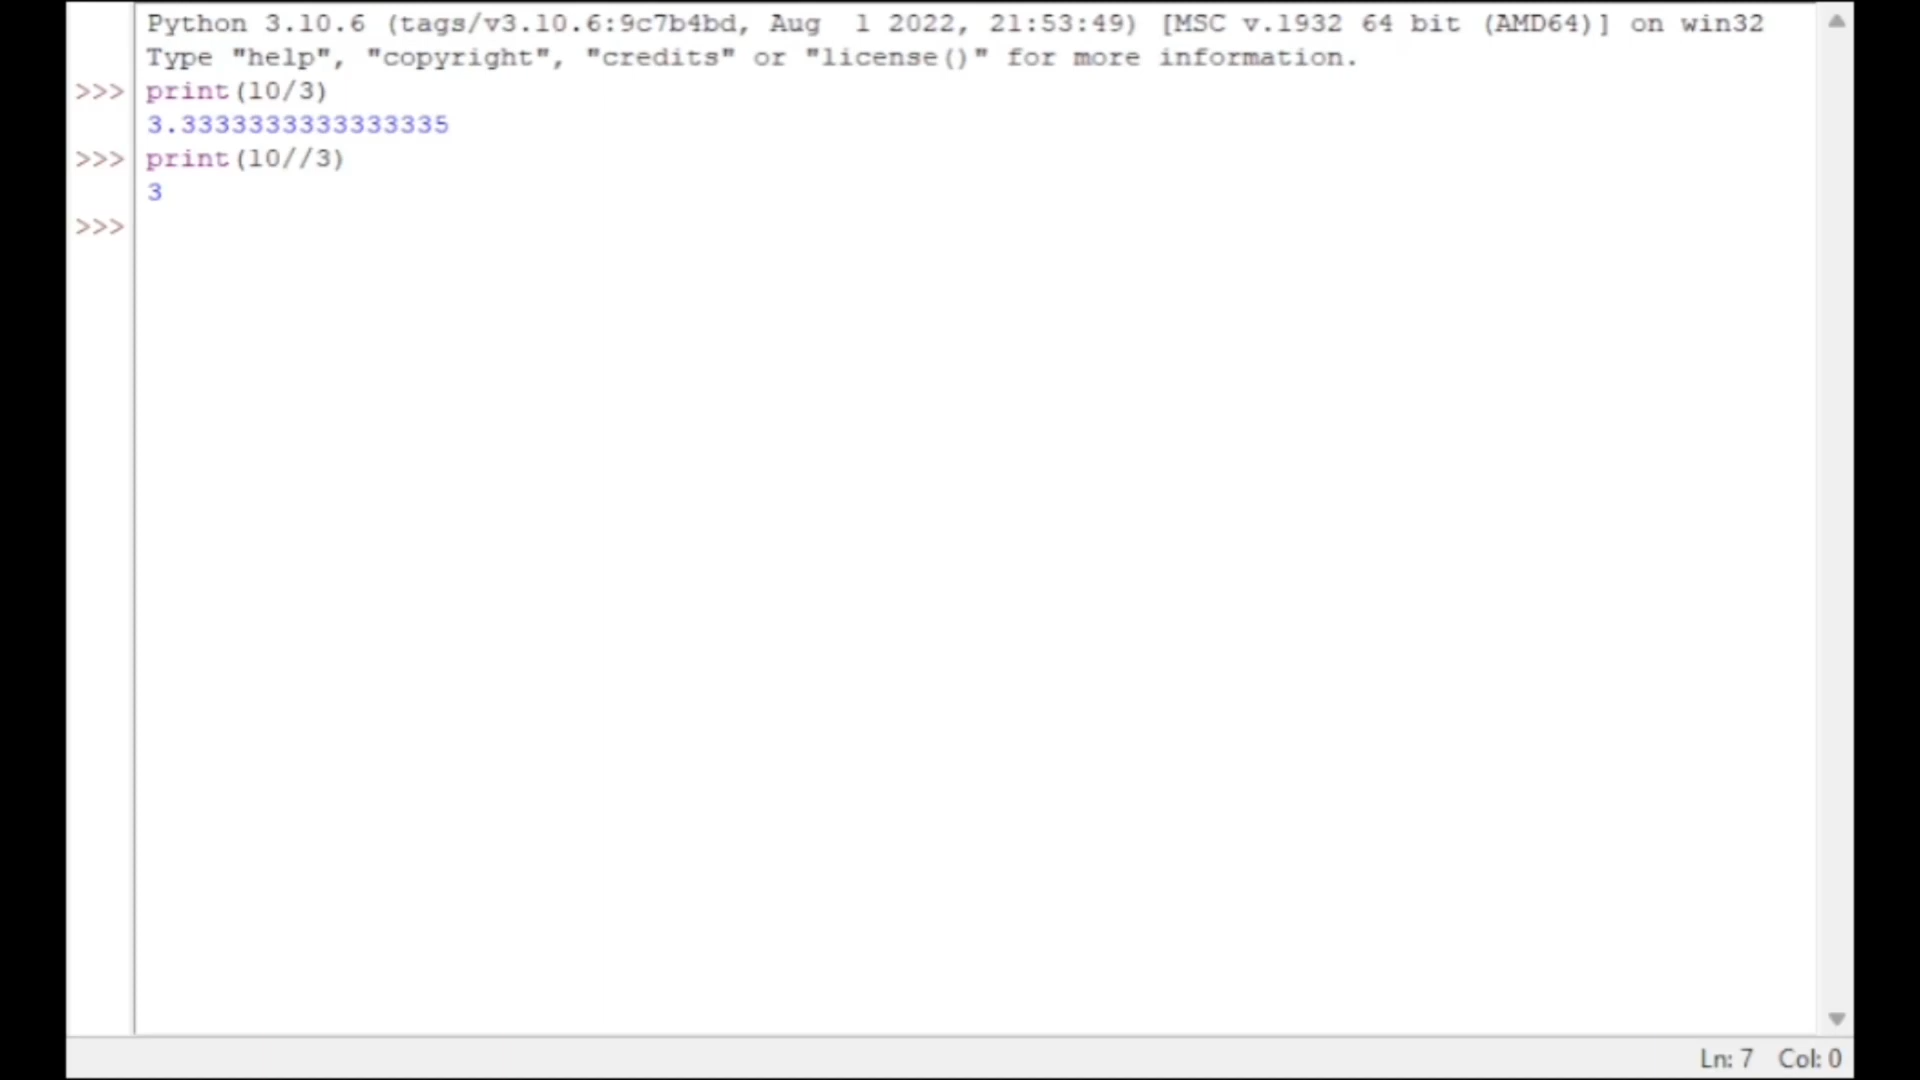 Python 3.10.6 (tags/v3.10.6:9c7b4bd, Aug  1 2022, 21:53:49) [MSC v.1932 64 bit (AMD64)] on win32
Type "help", "copyright", "credits" or "license()" for more information.
>>> print(10/3)
3.3333333333333335
>>> print(10//3)
3
>>>
Ln: 7 Col: 0